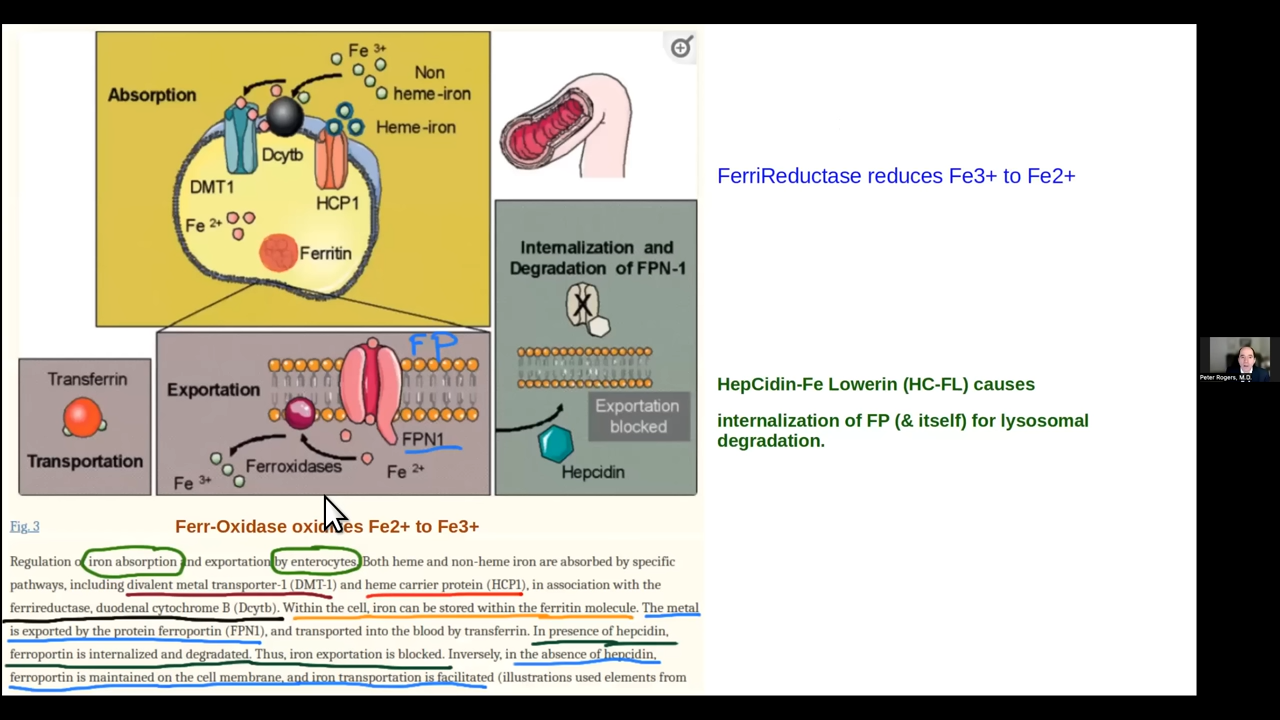 Absorption
Fe 3+
Non
heme-iron
Heme-iron
Dcytb
DMT1
HCP1
Fe 2+
Ferritin
Internalization and
Degradation of FPN-1
X
Exportation
blocked
Hepcidin
Transferrin
Transportation
FP
Exportation
FPN1
Ferroxidases
Fe 2+
Fe 3+
FerriReductase reduces Fe3+ to Fe2+
HepCidin-Fe Lowerin (HC-FL) causes
internalization of FP (& itself) for lysosomal
degradation.
Peter Rogers, M.D.
Fig. 3
Ferr-Oxidase Fe2+ to Fe3+
Regulation iron absorption and exportation by enterocytes. Both heme and non-heme iron are absorbed by specific
pathways, including divalent metal transporter-1 (DMT-1) and heme carrier protein (HCP1), in association with the
ferrireductase, duodenal cytochrome B (Dcytb). Within the cell, iron can be stored within the ferritin molecule. The metal
is exported by the protein ferroportin (FPN1), and transported into the blood by transferrin. In presence of hepcidin,
ferroportin is internalized and degraded. Thus, iron exportation is blocked. Inversely, in the absence of hepcidin,
ferroportin is maintained on the cell membrane, and iron transportation is facilitated (illustrations used elements from